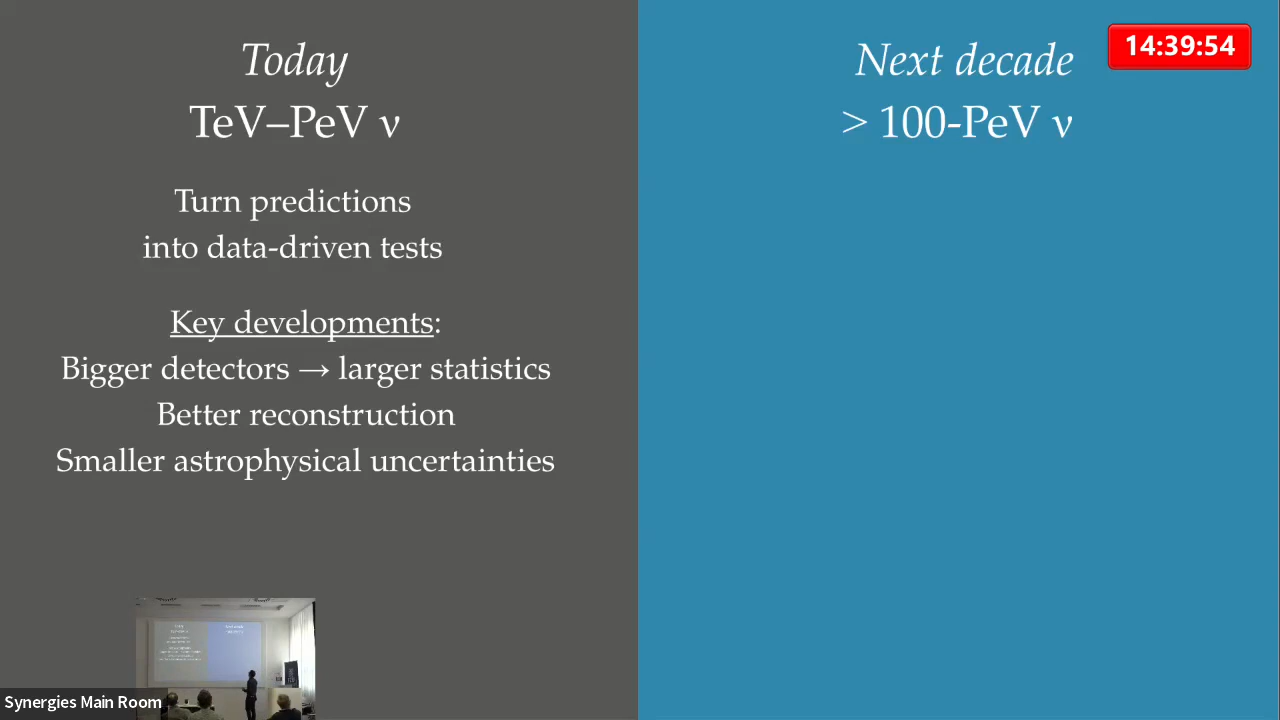 Today
TeV–PeV ν
Turn predictions
into data-driven tests
Key developments:
Bigger detectors → larger statistics
Better reconstruction
Smaller astrophysical uncertainties
Next decade
> 100-PeV ν
14:39:54
Synergies Main Room